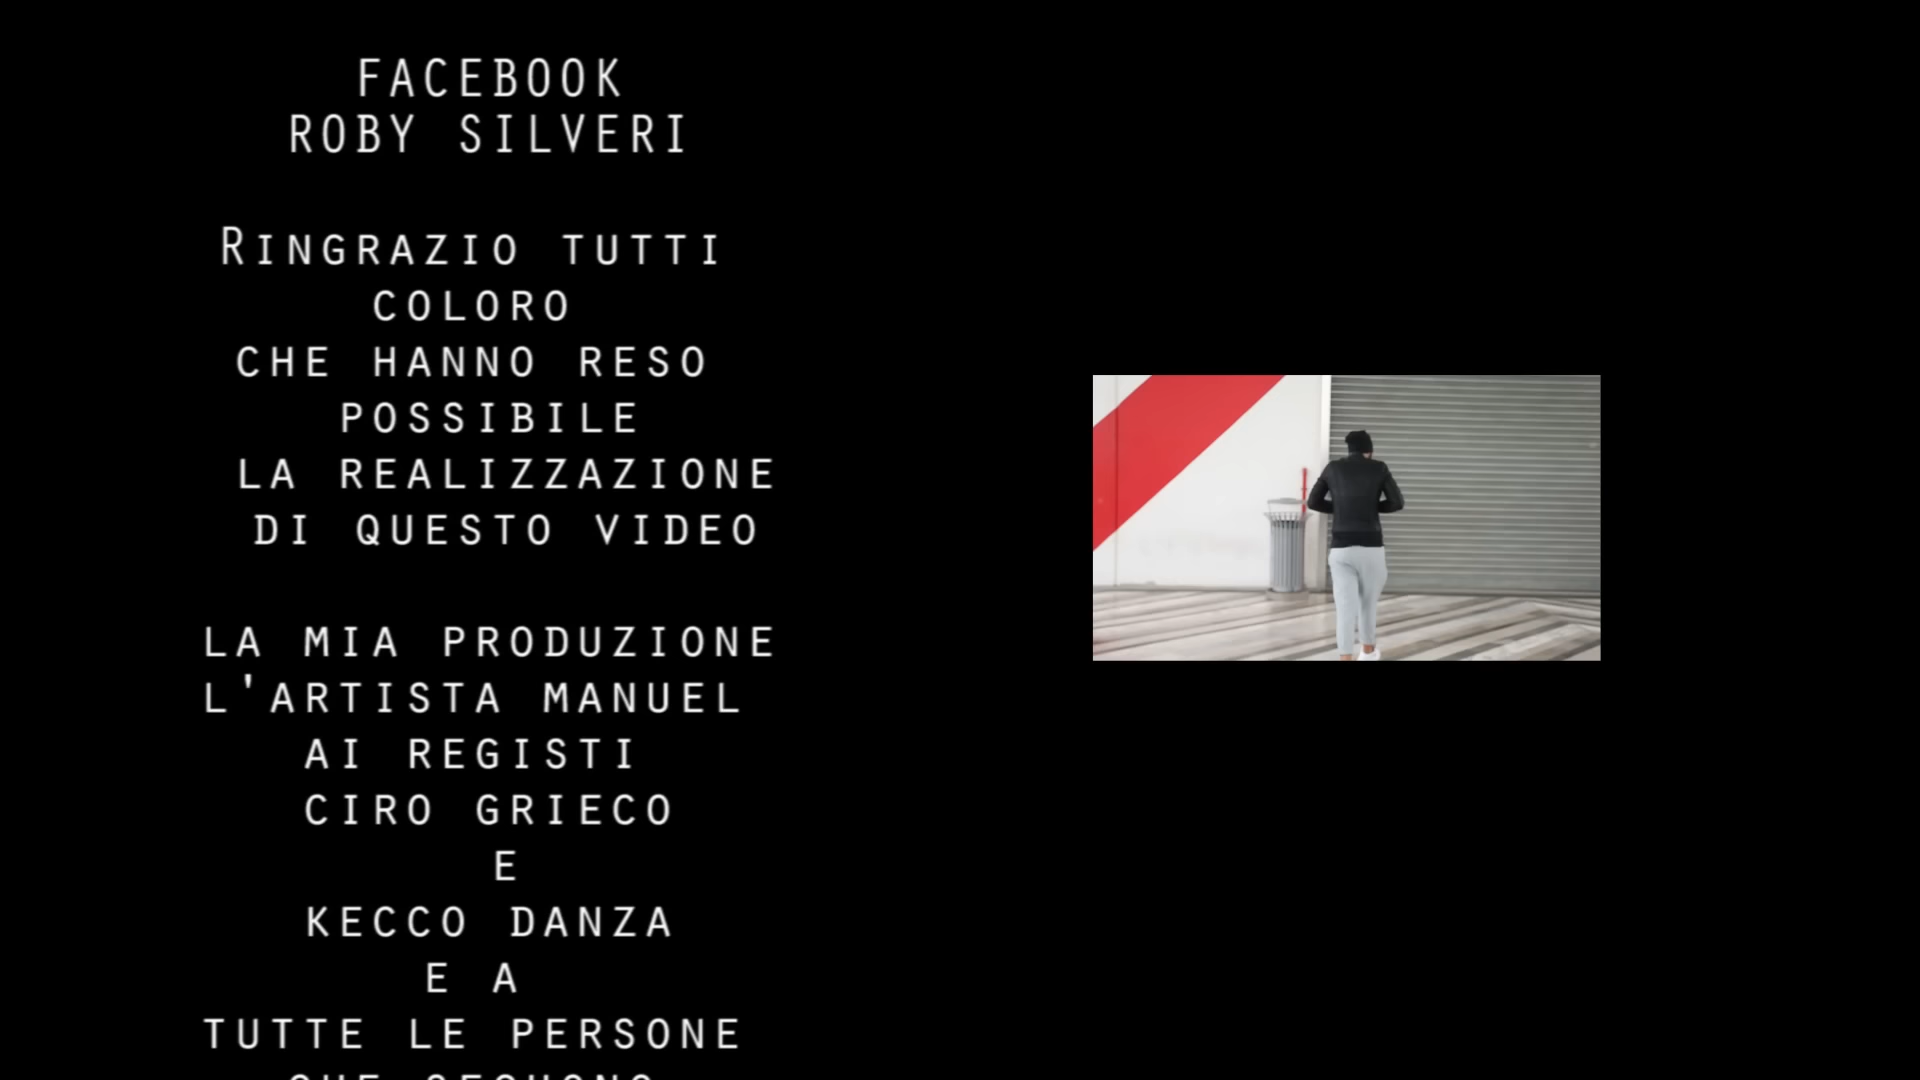 FACEBOOK
ROBY SILVERI
RINGRAZIO TUTTI
COLORO
CHE HANNO RESO
POSSIBILE
LA REALIZZAZIONE
DI QUESTO VIDEO
LA MIA PRODUZIONE
L'ARTISTA MANUEL
AI REGISTI
CIRO GRIECO
E
KECCO DANZA
E A
TUTTE LE PERSONE